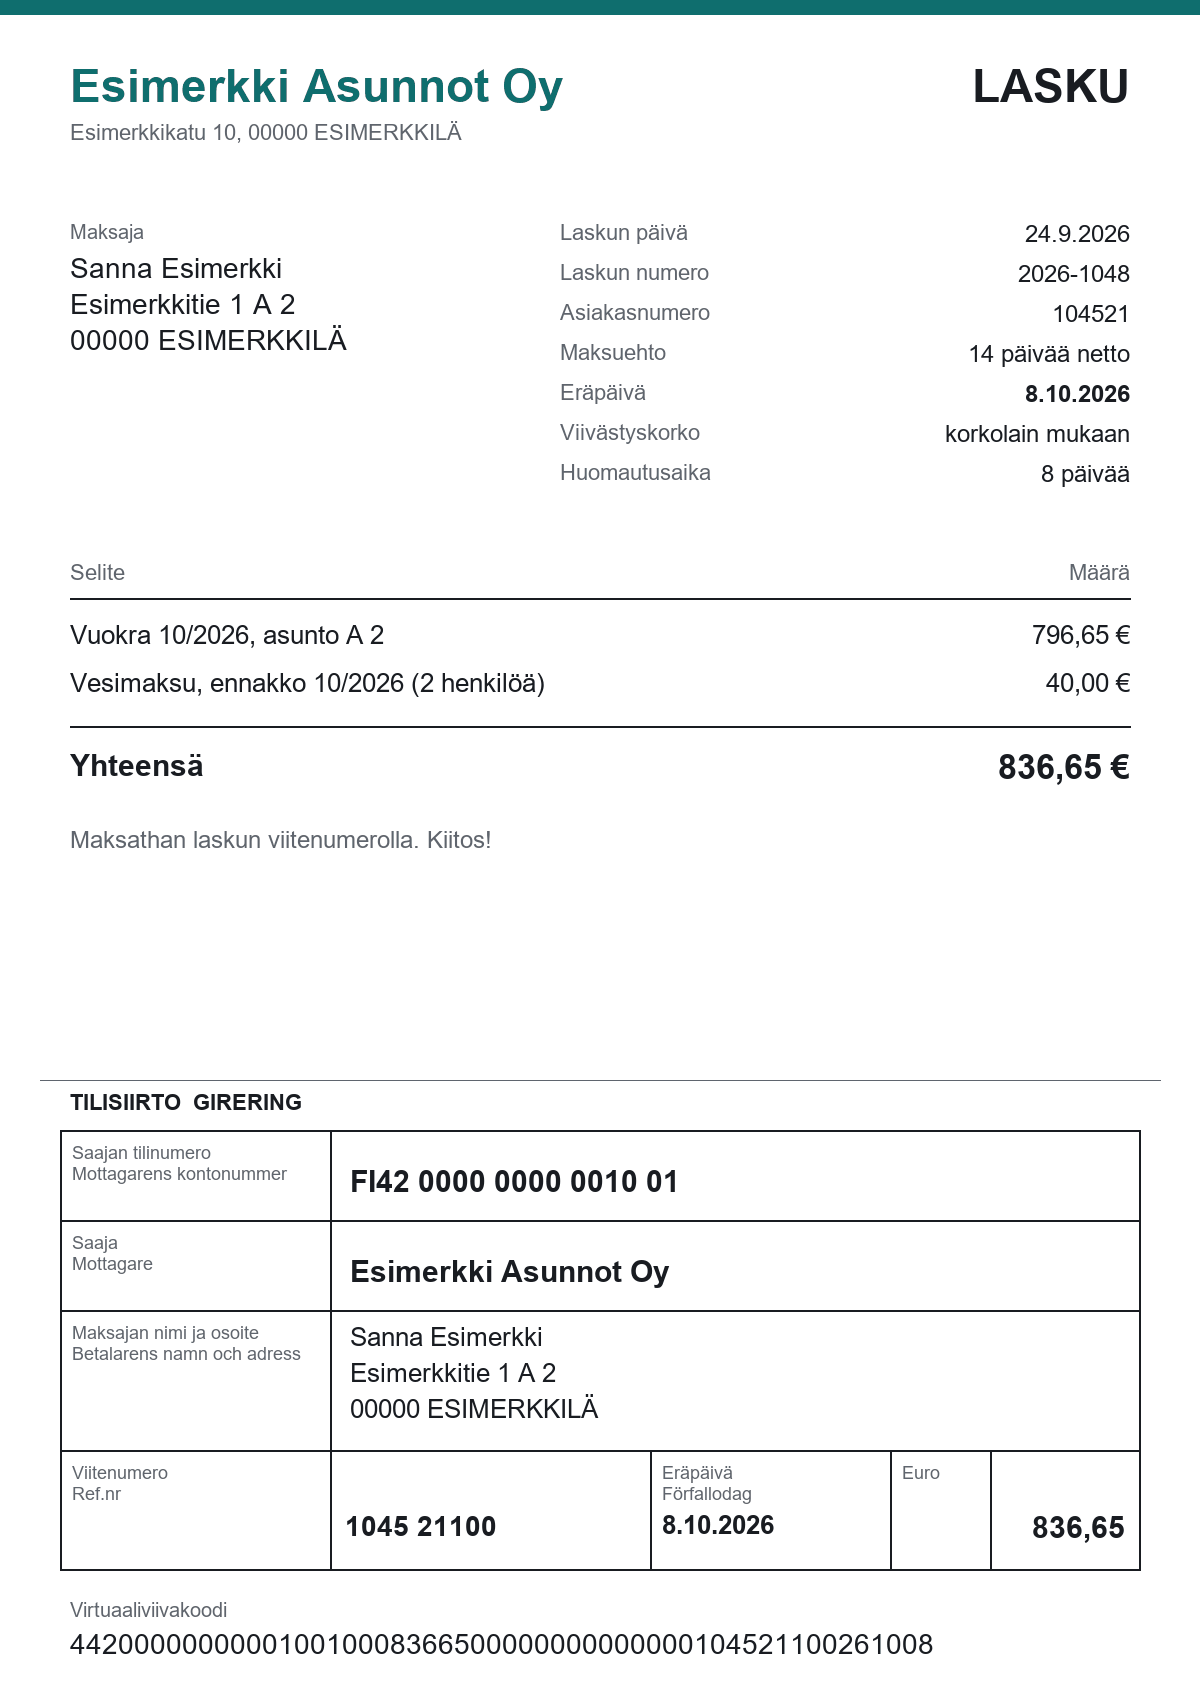 Esimerkki Asunnot Oy
LASKU
Esimerkkikatu 10, 00000 ESIMERKKILÄ
Maksaja
Sanna Esimerkki
Esimerkkitie 1 A 2
00000 ESIMERKKILÄ
Laskun päivä 24.9.2026
Laskun numero 2026-1048
Asiakasnumero 104521
Maksuehto 14 päivää netto
Eräpäivä 8.10.2026
Viivästyskorko korkolain mukaan
Huomautusaika 8 päivää
Selite Määrä
Vuokra 10/2026, asunto A 2 796,65 €
Vesimaksu, ennakko 10/2026 (2 henkilöä) 40,00 €
Yhteensä 836,65 €
Maksathan laskun viitenumerolla. Kiitos!
TILISIIRTO GIRERING
Saajan tilinumero
Mottagarens kontonummer
FI42 0000 0000 0010 01
Saaja
Mottagare
Esimerkki Asunnot Oy
Maksajan nimi ja osoite
Betalarens namn och adress
Sanna Esimerkki
Esimerkkitie 1 A 2
00000 ESIMERKKILÄ
Viitenumero
Ref.nr
1045 21100
Eräpäivä
Förfallodag
8.10.2026
Euro
836,65
Virtuaaliviivakoodi
442000000000010010008366500000000000000104521100261008